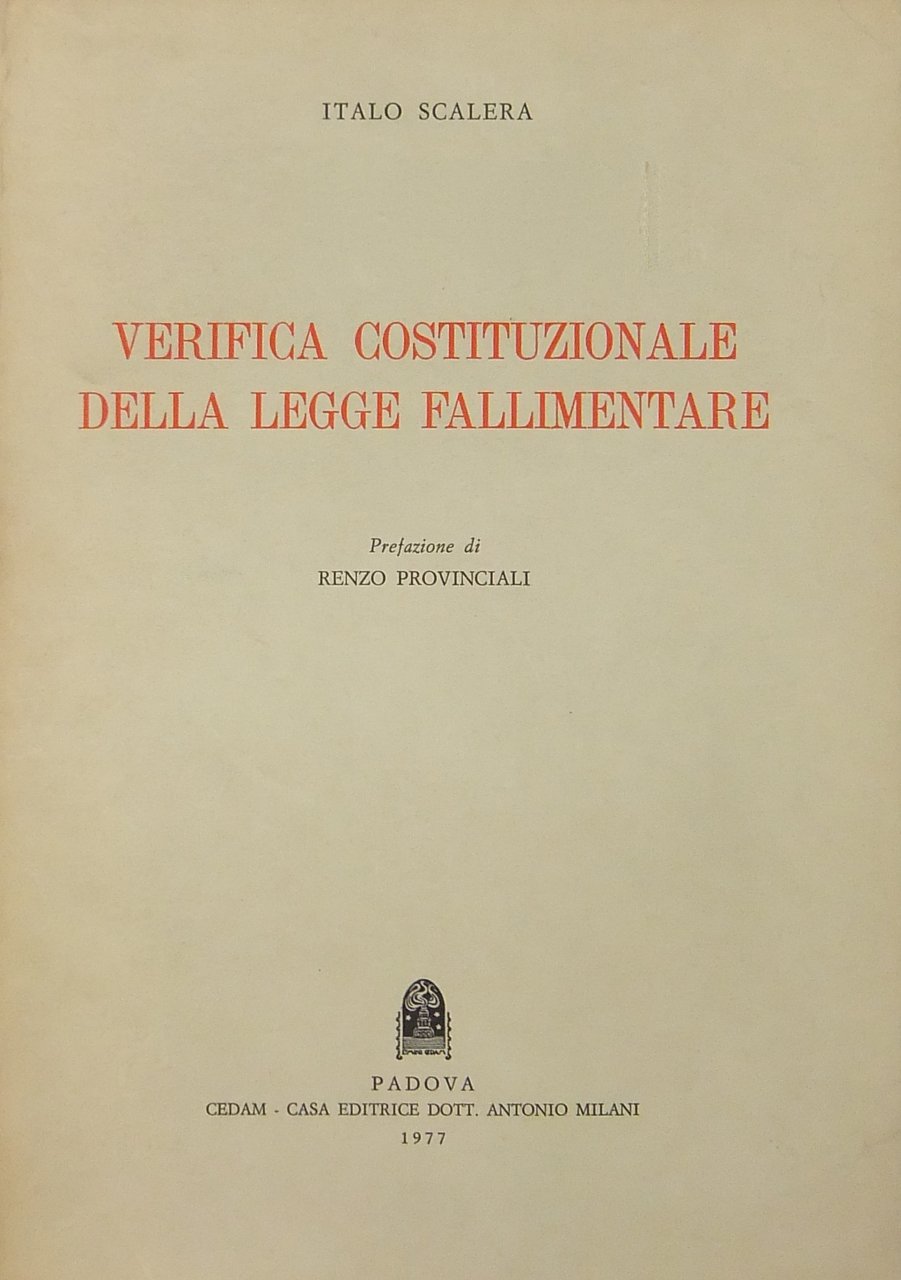 ITALO SCALERA
VERIFICA COSTITUZIONALE
DELLA LEGGE FALLIMENTARE
Prefazione di
RENZO PROVINCIALI
PADOVA
CEDAM - CASA EDITRICE DOTT. ANTONIO MILANI
1977